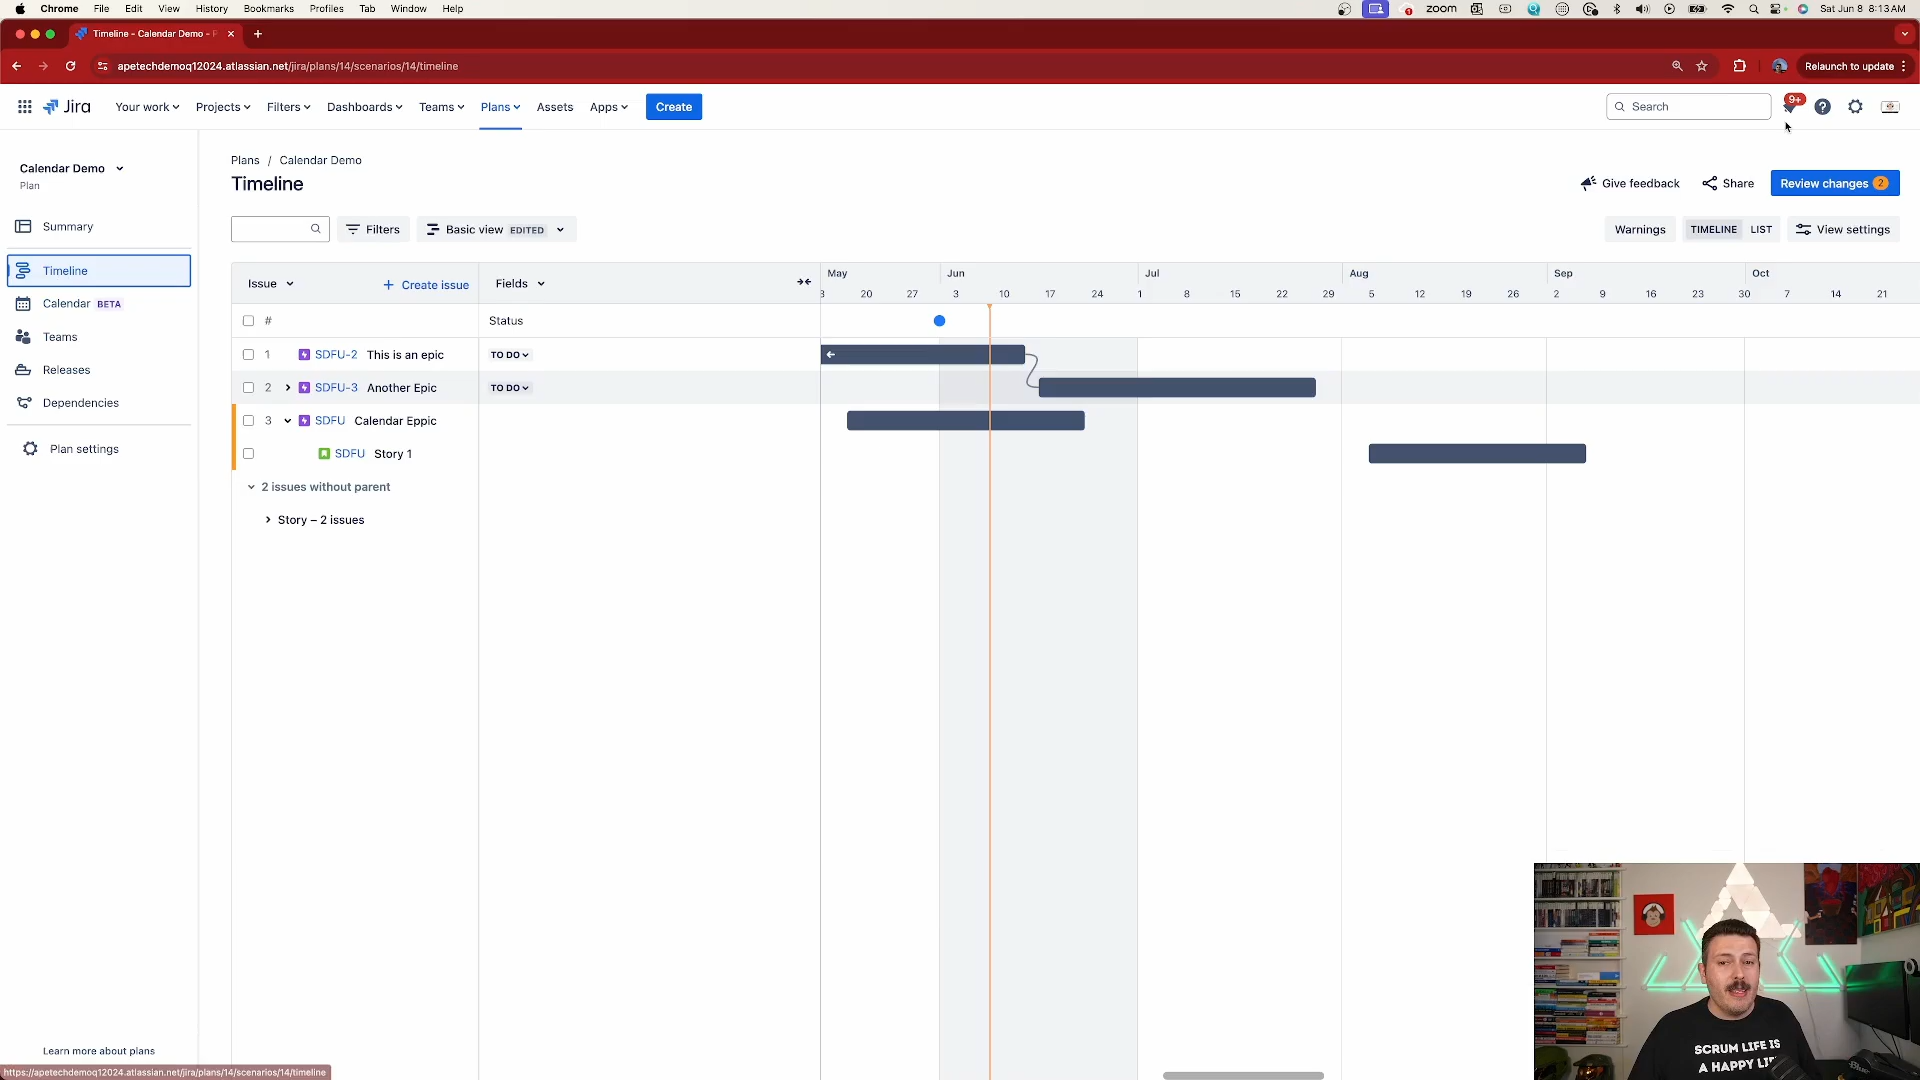 Chrome File Edit View History Bookmarks Profiles Tab Window Help
1 zoom Sat Jun 8 8:13 AM
Timeline - Calendar Demo - P
apetechdemoq12024.atlassian.net/jira/plans/14/scenarios/14/timeline
Relaunch to update
Jira Your work Projects Filters Dashboards Teams Plans Assets Apps Create Search 9+
Calendar Demo
Plan
Summary
Timeline
Calendar BETA
Teams
Releases
Dependencies
Plan settings
Learn more about plans
Plans / Calendar Demo
Timeline
Give feedback Share Review changes 2
Filters Basic view EDITED Warnings TIMELINE LIST View settings
Issue + Create issue Fields
May Jun Jul Aug Sep Oct
20 27 3 10 17 24 1 8 15 22 29 5 12 19 26 2 9 16 23 30 7 14 21
# Status
1 SDFU-2 This is an epic TO DO
2 SDFU-3 Another Epic TO DO
3 SDFU Calendar Eppic
SDFU Story 1
2 issues without parent
Story – 2 issues
SCRUM LIFE IS
A HAPPY
https://apetechdemoq12024.atlassian.net/jira/plans/14/scenarios/14/timeline